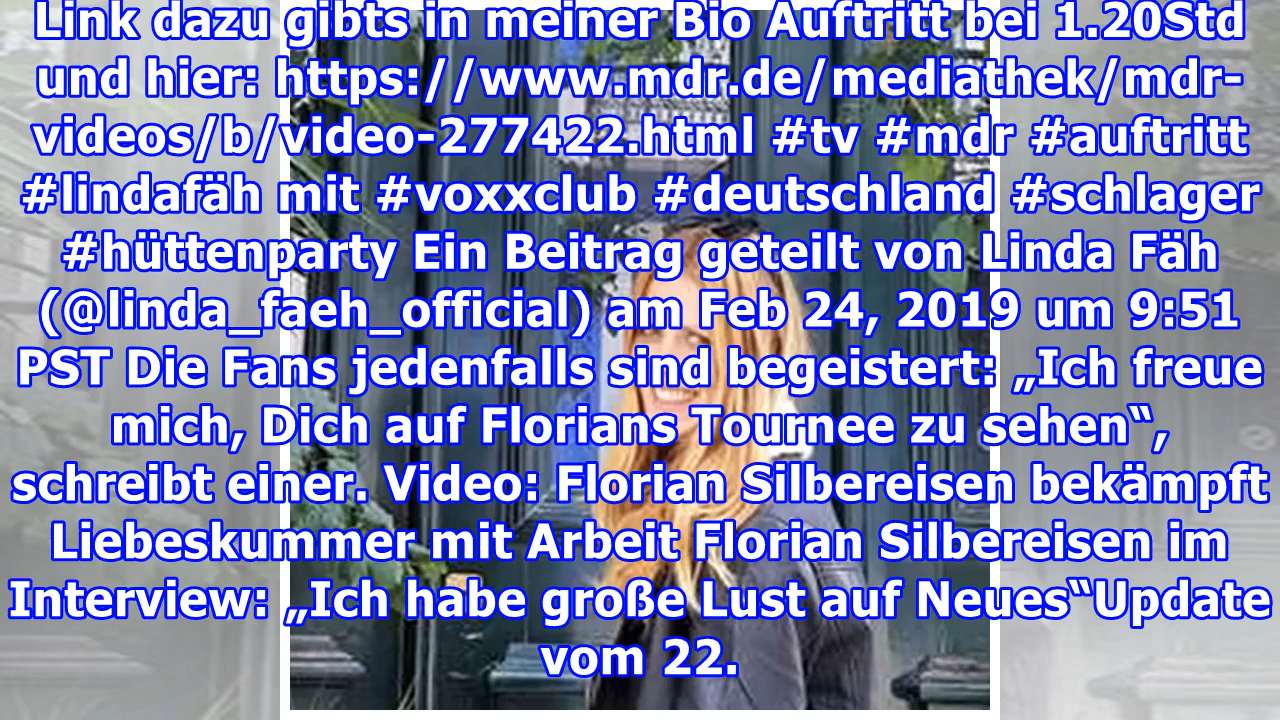 Link dazu gibts in meiner Bio Auftritt bei 1.20Std
und hier: https://www.mdr.de/mediathek/mdr-
videos/b/video-277422.html #tv #mdr #auftritt
#lindafäh mit #voxxclub #deutschland #schlager
#hüttenparty Ein Beitrag geteilt von Linda Fäh
(@linda_faeh_official) am Feb 24, 2019 um 9:51
PST Die Fans jedenfalls sind begeistert: „Ich freue
mich, Dich auf Florians Tournee zu sehen“,
schreibt einer. Video: Florian Silbereisen bekämpft
Liebeskummer mit Arbeit Florian Silbereisen im
Interview: „Ich habe große Lust auf Neues“Update
vom 22.